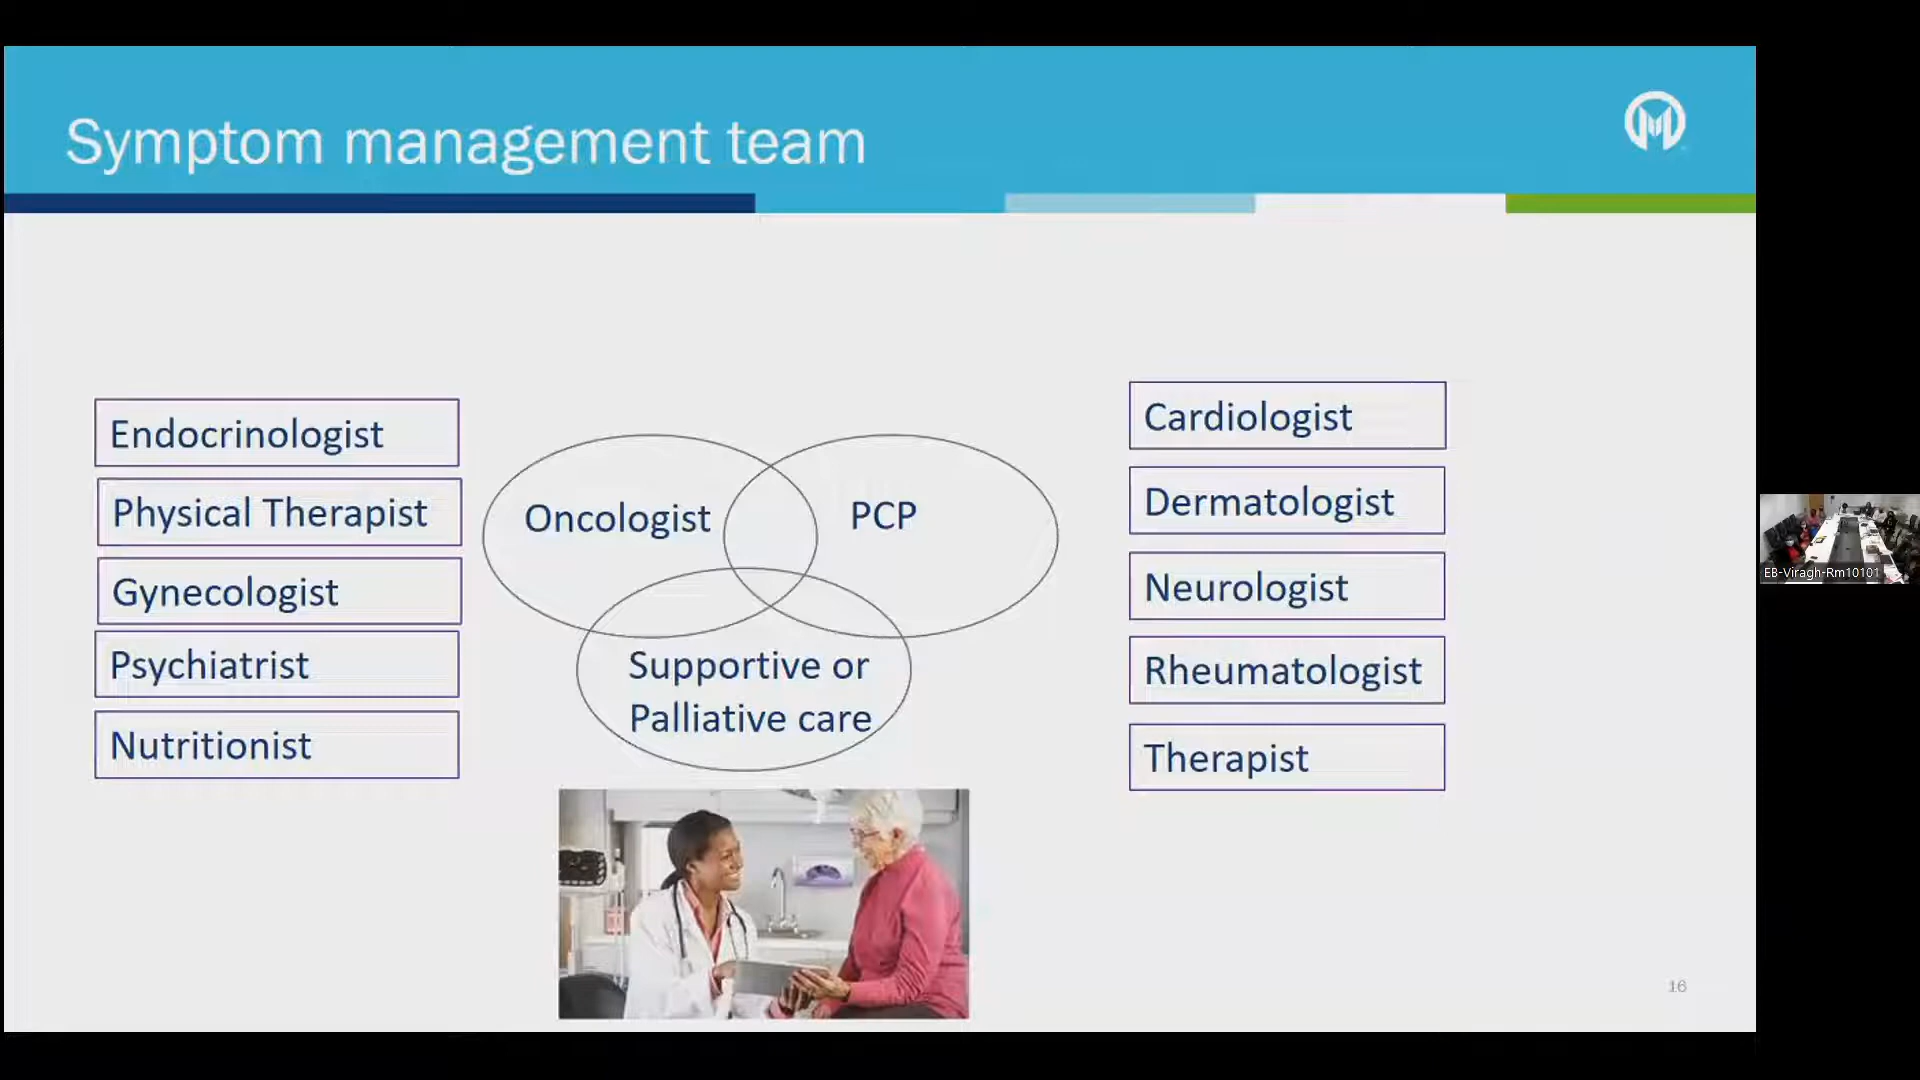 Symptom management team
Endocrinologist
Physical Therapist
Gynecologist
Psychiatrist
Nutritionist
Oncologist
PCP
Supportive or
Palliative care
Cardiologist
Dermatologist
Neurologist
Rheumatologist
Therapist
16
EB-Viragh-Rm10101